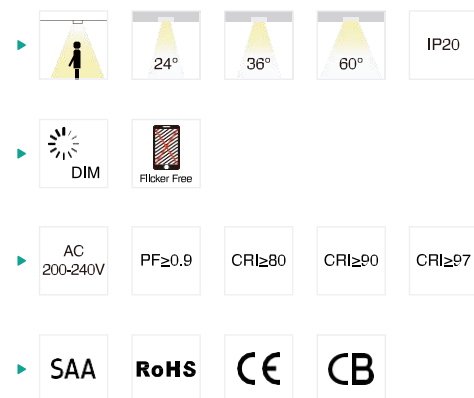 24° 36° 60° IP20
DIM
Flicker Free
AC
200-240V PF≥0.9 CRI≥80 CRI≥90 CRI≥97
SAA RoHS CE CB